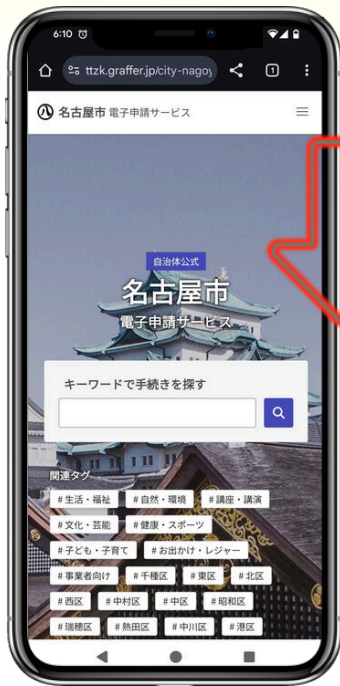 6:10
ttzk.graffer.jp/city-nagoy
1
名古屋市 電子申請サービス
自治体公式
名古屋市
電子申請サービス
キーワードで手続きを探す
関連タグ
#生活・福祉 #自然・環境 #講座・講演
#文化・芸能 #健康・スポーツ
#子ども・子育て #お出かけ・レジャー
#事業者向け #千種区 #東区 #北区
#西区 #中村区 #中区 #昭和区
#瑞穂区 #熱田区 #中川区 #港区